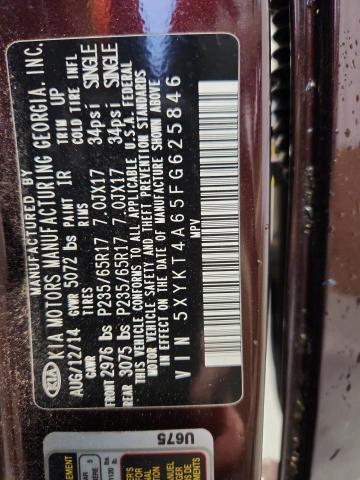 MANUFACTURED BY
KIA MOTORS MANUFACTURING GEORGIA, INC.
AUG/12/14 PAINT IR TRIM UP
GVWR 5072 lbs
GAWR TIRES RIMS COLD TIRE INFL
FRONT 2976 lbs P235/65R17 7.0JX17 34psi SINGLE
REAR 3075 lbs P235/65R17 7.0JX17 34psi SINGLE
THIS VEHICLE CONFORMS TO ALL APPLICABLE U.S.A. FEDERAL
MOTOR VEHICLE SAFETY AND THEFT PREVENTION STANDARDS
IN EFFECT ON THE DATE OF MANUFACTURE SHOWN ABOVE
VIN 5XYKT4A65FG625846
MPV
KIA
U675